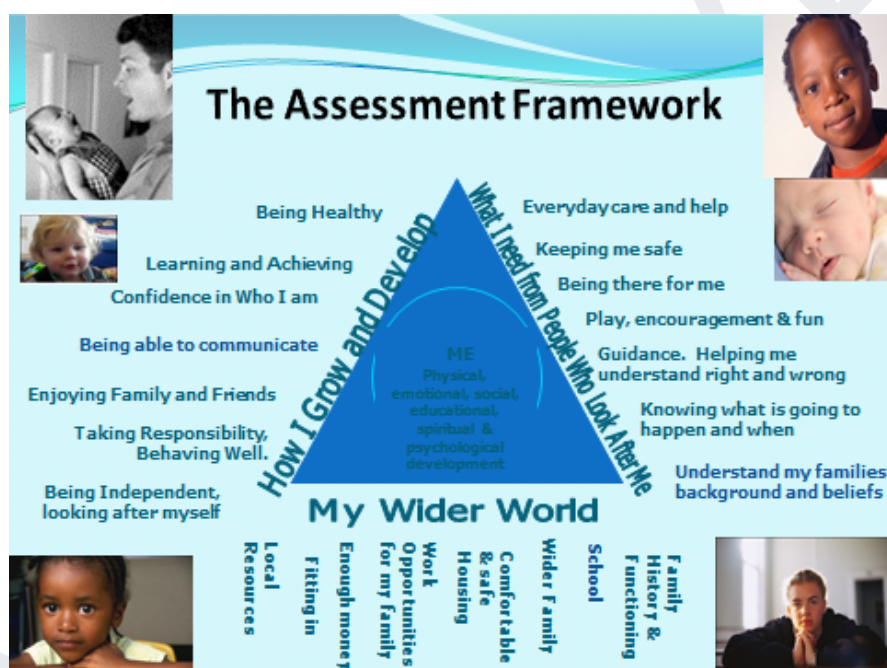 The Assessment Framework
Being Healthy
Learning and Achieving
Confidence in Who I am
Being able to communicate
Enjoying Family and Friends
Taking Responsibility,
Behaving Well.
Being Independent,
looking after myself
How I Grow and Develop
ME
Physical,
emotional, social,
educational,
spiritual &
psychological
development
What I need from People Who Look After Me
Everyday care and help
Keeping me safe
Being there for me
Play, encouragement & fun
Guidance. Helping me
understand right and wrong
Knowing what is going to
happen and when
Understand my families
background and beliefs
My Wider World
Local
Resources
Fitting in
Enough money
Work
Opportunities
for my family
Comfortable
& safe
Housing
Wider Family
School
Family
History &
Functioning